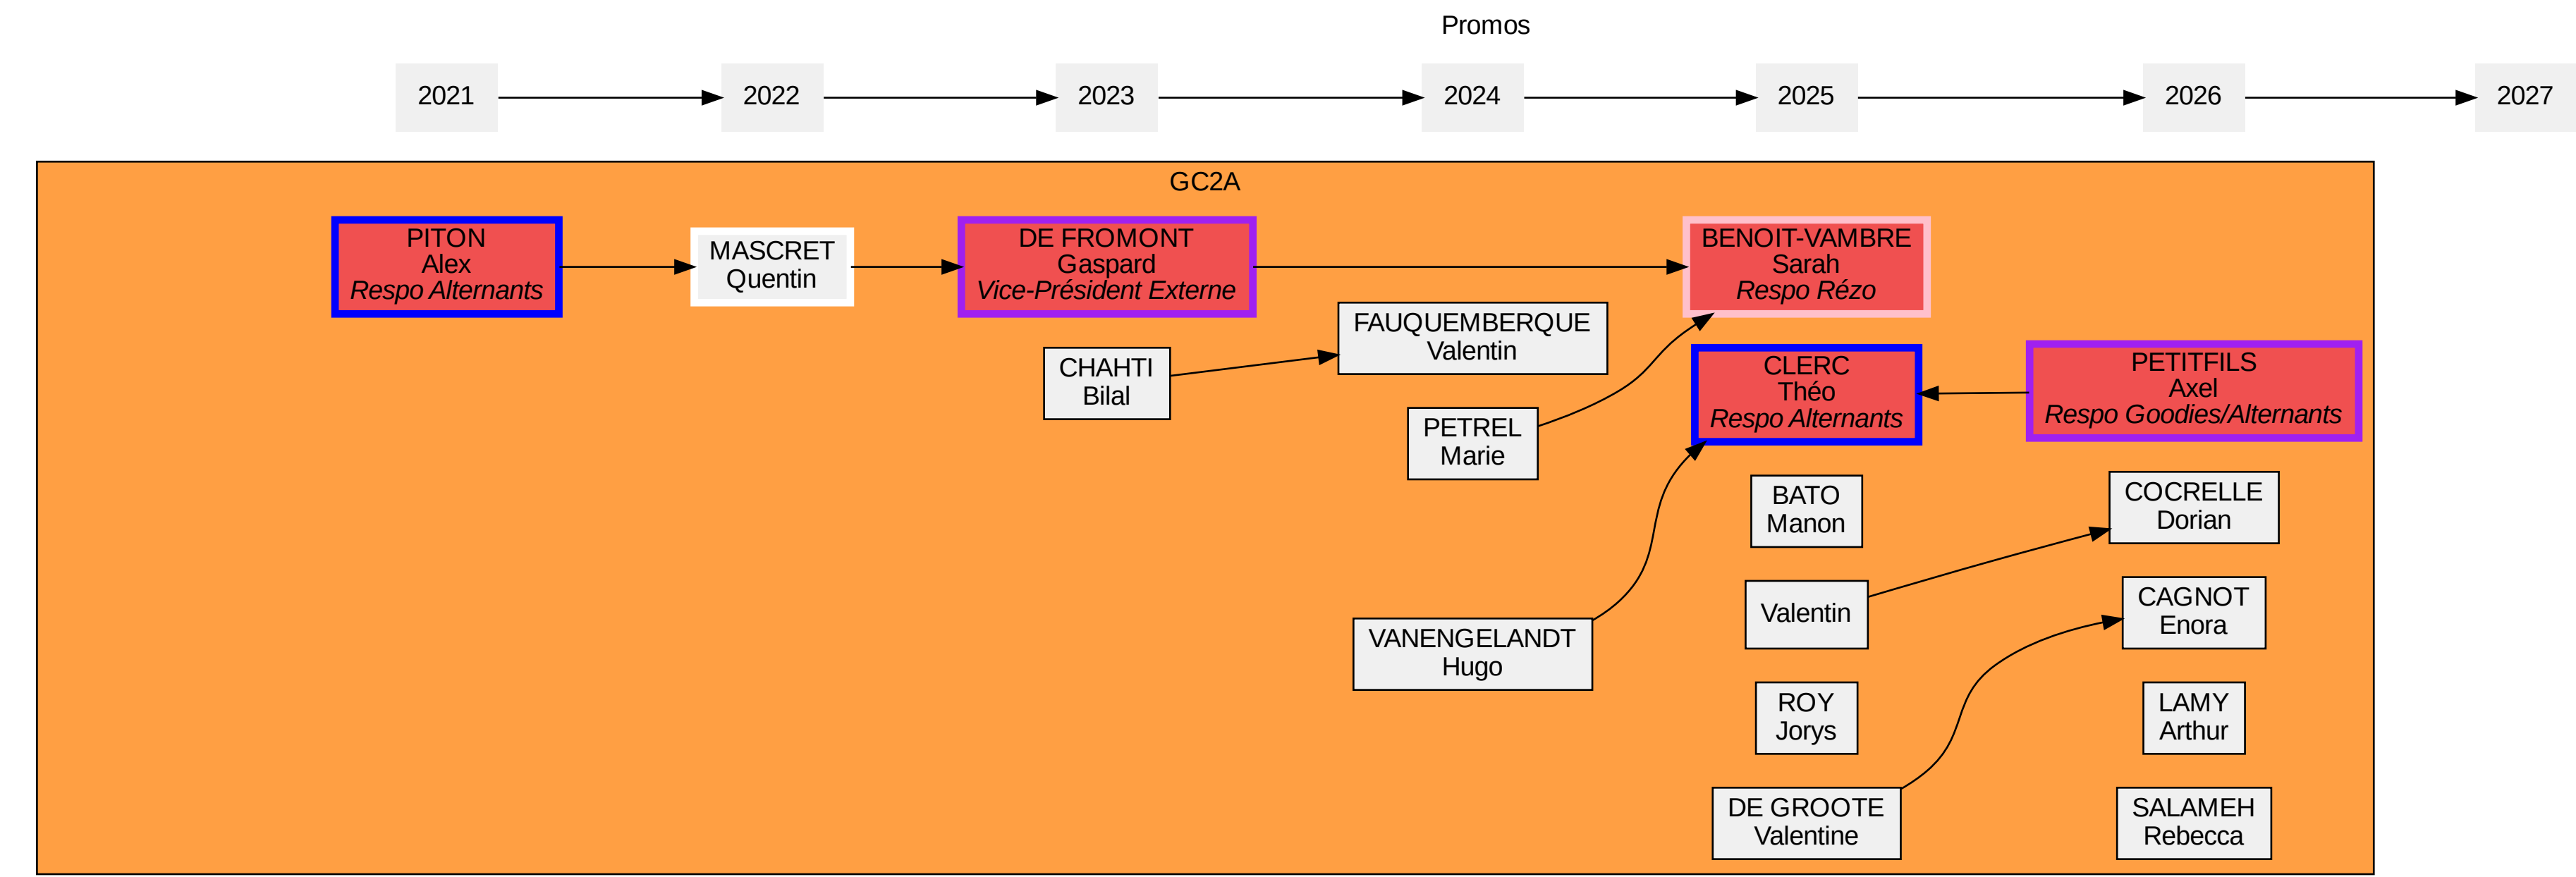 Promos
2021
2022
2023
2024
2025
2026
2027
GC2A
PITON
Alex
Respo Alternants
MASCRET
Quentin
DE FROMONT
Gaspard
Vice-Président Externe
BENOIT-VAMBRE
Sarah
Respo Rézo
CHAHTI
Bilal
FAUQUEMBERQUE
Valentin
PETREL
Marie
CLERC
Théo
Respo Alternants
PETITFILS
Axel
Respo Goodies/Alternants
BATO
Manon
COCRELLE
Dorian
VANENGELANDT
Hugo
Valentin
CAGNOT
Enora
ROY
Jorys
LAMY
Arthur
DE GROOTE
Valentine
SALAMEH
Rebecca